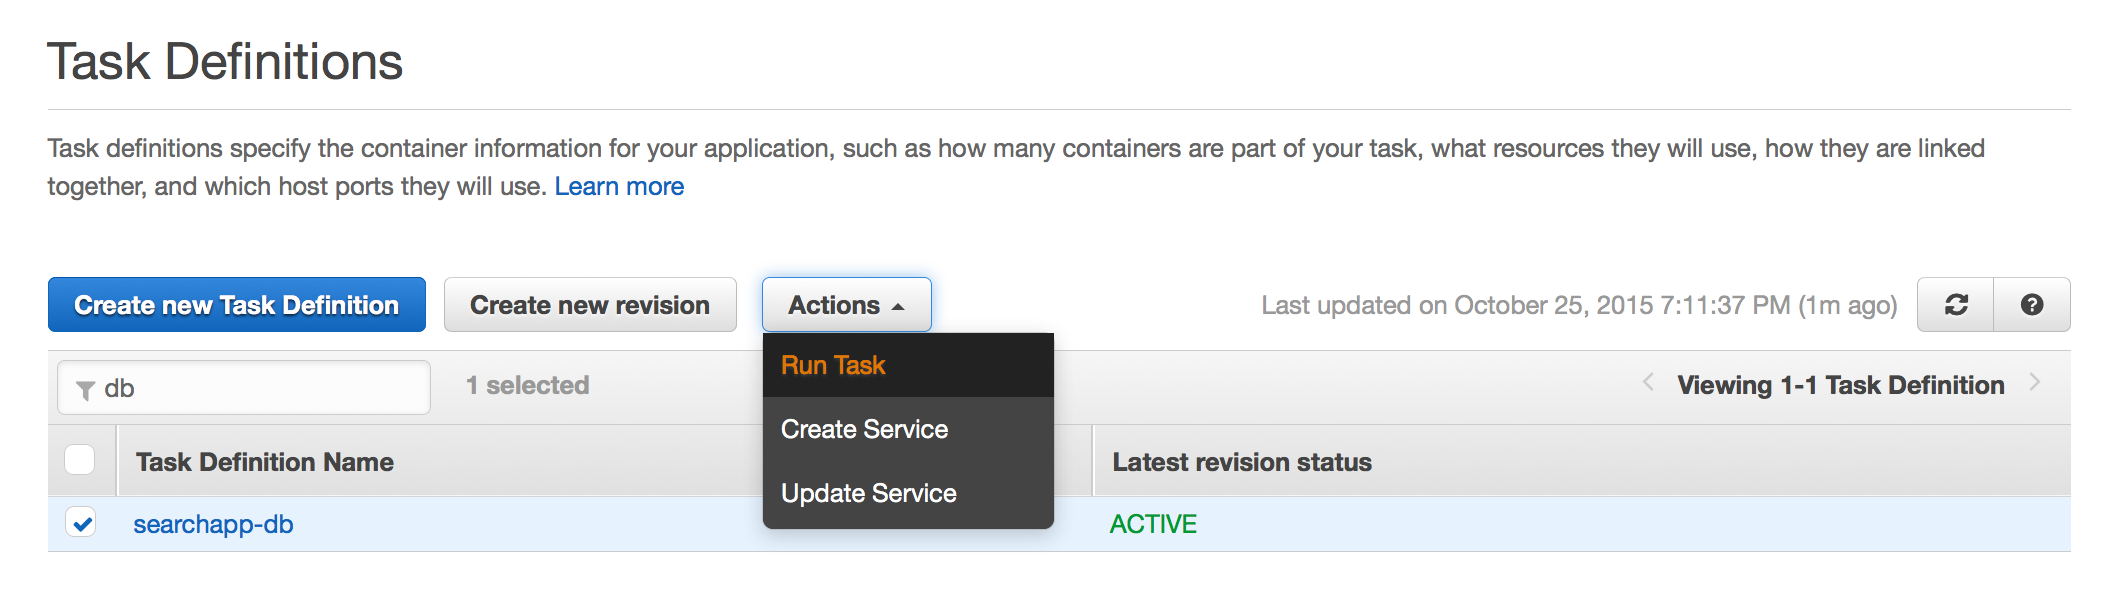 Task Definitions
Task definitions specify the container information for your application, such as how many containers are part of your task, what resources they will use, how they are linked
together, and which host ports they will use. Learn more
Create new Task Definition Create new revision Actions Last updated on October 25, 2015 7:11:37 PM (1m ago)
Run Task
db 1 selected Viewing 1-1 Task Definition
Create Service
Task Definition Name Latest revision status
Update Service
searchapp-db ACTIVE